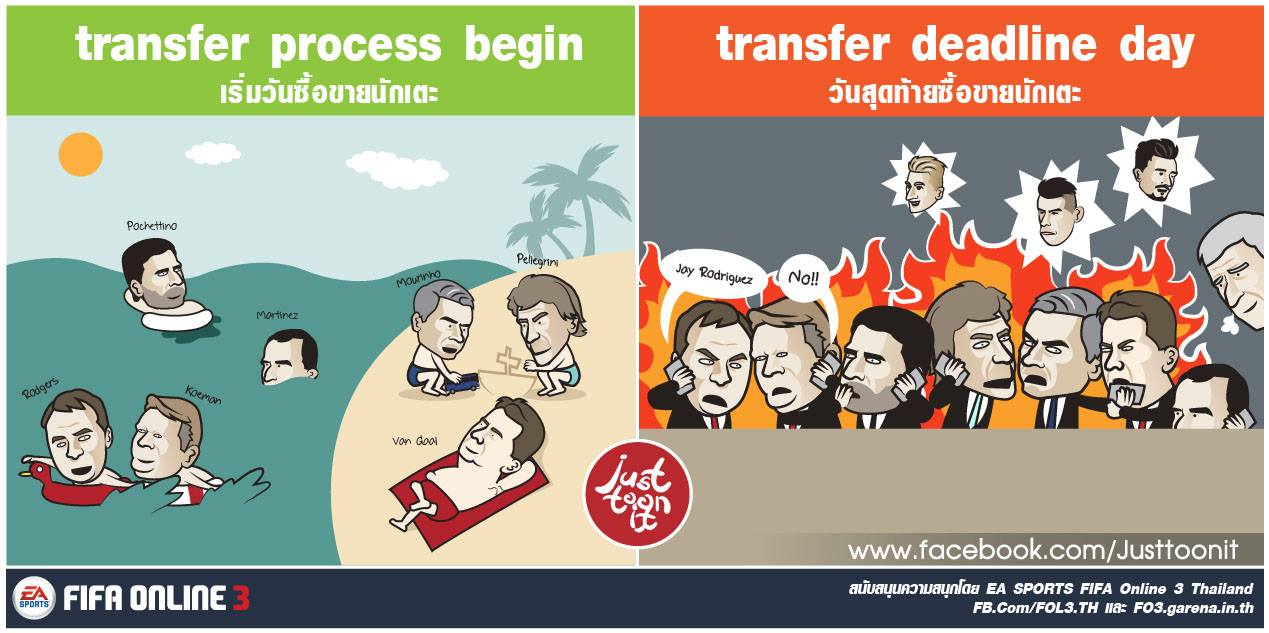 transfer process begin
เริ่มวันซื้อขายนักเตะ
Pochettino
Martinez
Mourinho
Pellegrini
Rodgers
Koeman
Van Gaal
transfer deadline day
วันสุดท้ายซื้อขายนักเตะ
Jay Rodriguez
No!!
just
toon
it
www.facebook.com/Justtoonit
EA
SPORTS
FIFA ONLINE 3
สนับสนุนความสนุกโดย EA SPORTS FIFA Online 3 Thailand
FB.Com/FOL3.TH และ FO3.garena.in.th